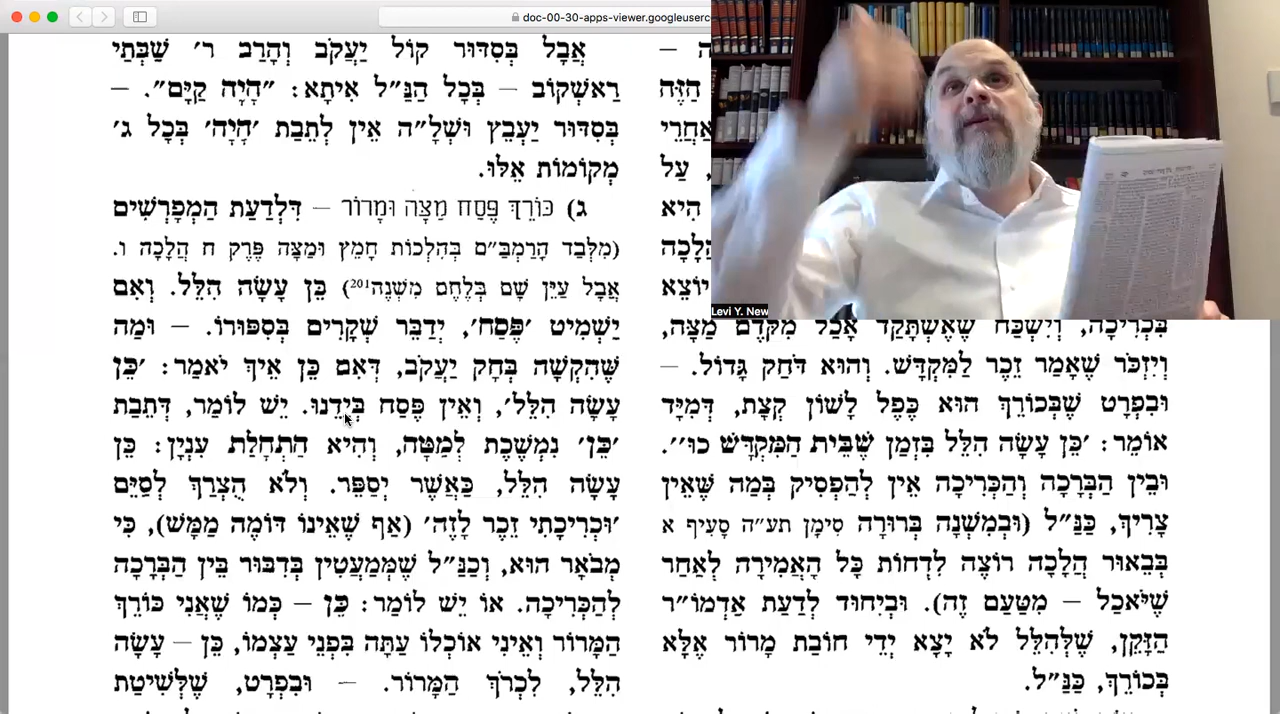 doc-00-30-apps-viewer.googleuserc
Levi Y. New
ה –
הַזֶּה
אַחֲרֵי
, עַל
הִיא
הֲלָכָה
יוֹצֵא
בִּכְרִיכָה, וְיִשְׁכַּח שֶׁאֶשְׁתָּקַד אָכַל מִקֹּדֶם מַצָּה,
וְיִזְכֹּר שֶׁאָמַר זֵכֶר לַמִּקְדָּשׁ. וְהוּא דֹּחַק גָּדוֹל. –
וּבִפְרָט שֶׁבְּכוֹרֵךְ הוּא כֶּפֶל לָשׁוֹן קְצָת, דְּמִיָּד
אוֹמֵר: 'כֵּן עָשָׂה הִלֵּל בִּזְמַן שֶׁבֵּית הַמִּקְדָּשׁ כוּ''.
וּבֵין הַבְּרָכָה וְהַכְּרִיכָה אֵין לְהַפְסִיק בְּמַה שֶּׁאֵין
צָרִיךְ, כַּנַּ"ל (וּבְמִשְׁנָה בְּרוּרָה סִימָן תע"ה סָעִיף א
בְּבֵאוּר הֲלָכָה רוֹצֶה לִדְחוֹת כָּל הָאֲמִירָה לְאַחַר
שֶׁיֹּאכַל – מִטַּעַם זֶה). וּבְיִחוּד לְדַעַת אַדְמוֹ"ר
הַזָּקֵן, שֶׁלְּהִלֵּל לֹא יָצָא יְדֵי חוֹבַת מָרוֹר אֶלָּא
בְּכוֹרֵךְ, כַּנַּ"ל.
אֲבָל בְּסִדּוּר קוֹל יַעֲקֹב וְהָרַב ר' שַׁבְּתַי
רַאשְׁקוֹב – בְּכָל הַנַּ"ל אִיתָא: "הָיָה קַיָּם". –
בְּסִדּוּר יַעְבֵּץ וּשְׁלָ"ה אֵין לְתֵבַת 'הָיָה' בְּכָל ג'
מְקוֹמוֹת אֵלּוּ.
ג) כּוֹרֵךְ פֶּסַח מַצָּה וּמָרוֹר – דִּלְדַעַת הַמְפָרְשִׁים
(מִלְּבַד הָרַמְבַּ"ם בְּהִלְכוֹת חָמֵץ וּמַצָּה פֶּרֶק ח הֲלָכָה ו.
אֲבָל עַיֵּן שָׁם בְּלֶחֶם מִשְׁנֶה201) כֵּן עָשָׂה הִלֵּל. וְאִם
יַשְׁמִיט 'פֶּסַח', יְדַבֵּר שְׁקָרִים בְּסִפּוּרוֹ. – וּמַה
שֶּׁהִקְשָׁה בְּחָק יַעֲקֹב, דְּאִם כֵּן אֵיךְ יֹאמַר: 'כֵּן
עָשָׂה הִלֵּל', וְאֵין פֶּסַח בְּיָדֵנוּ. יֵשׁ לוֹמַר, דְּתֵבַת
'כֵּן' נִמְשֶׁכֶת לְמַטָּה, וְהִיא הַתְחָלַת עִנְיָן: כֵּן
עָשָׂה הִלֵּל, כַּאֲשֶׁר יְסַפֵּר. וְלֹא הֻצְרַךְ לְסַיֵּם
'וּכְרִיכָתִי זֵכֶר לָזֶה' (אַף שֶׁאֵינוֹ דּוֹמֶה מַמָּשׁ), כִּי
מְבֹאָר הוּא, וְכַנַּ"ל שֶׁמְּמַעֲטִין בְּדִבּוּר בֵּין הַבְּרָכָה
לְהַכְּרִיכָה. אוֹ יֵשׁ לוֹמַר: כֵּן – כְּמוֹ שֶׁאֲנִי כּוֹרֵךְ
הַמָּרוֹר וְאֵינִי אוֹכְלוֹ עַתָּה בִּפְנֵי עַצְמוֹ, כֵּן – עָשָׂה
הִלֵּל, לִכְרֹךְ הַמָּרוֹר. – וּבִפְרָט, שֶׁלְּשִׁיטַת